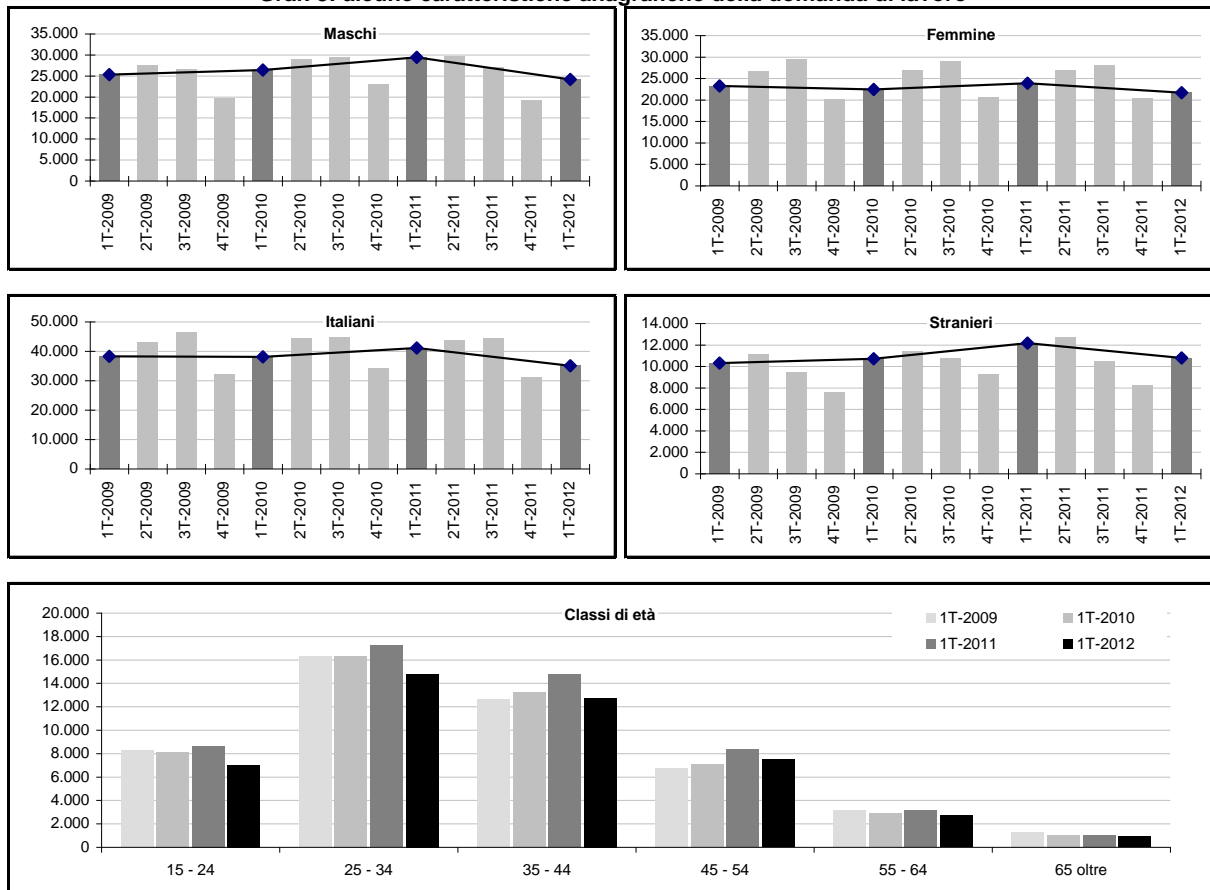 Maschi
35.000
30.000
25.000
20.000
15.000
10.000
5.000
0
1T-2009
2T-2009
3T-2009
4T-2009
1T-2010
2T-2010
3T-2010
4T-2010
1T-2011
2T-2011
3T-2011
4T-2011
1T-2012
Femmine
35.000
30.000
25.000
20.000
15.000
10.000
5.000
0
1T-2009
2T-2009
3T-2009
4T-2009
1T-2010
2T-2010
3T-2010
4T-2010
1T-2011
2T-2011
3T-2011
4T-2011
1T-2012
Italiani
50.000
40.000
30.000
20.000
10.000
0
1T-2009
2T-2009
3T-2009
4T-2009
1T-2010
2T-2010
3T-2010
4T-2010
1T-2011
2T-2011
3T-2011
4T-2011
1T-2012
Stranieri
14.000
12.000
10.000
8.000
6.000
4.000
2.000
0
1T-2009
2T-2009
3T-2009
4T-2009
1T-2010
2T-2010
3T-2010
4T-2010
1T-2011
2T-2011
3T-2011
4T-2011
1T-2012
Classi di età
1T-2009
1T-2010
1T-2011
1T-2012
20.000
18.000
16.000
14.000
12.000
10.000
8.000
6.000
4.000
2.000
0
15 - 24
25 - 34
35 - 44
45 - 54
55 - 64
65 oltre